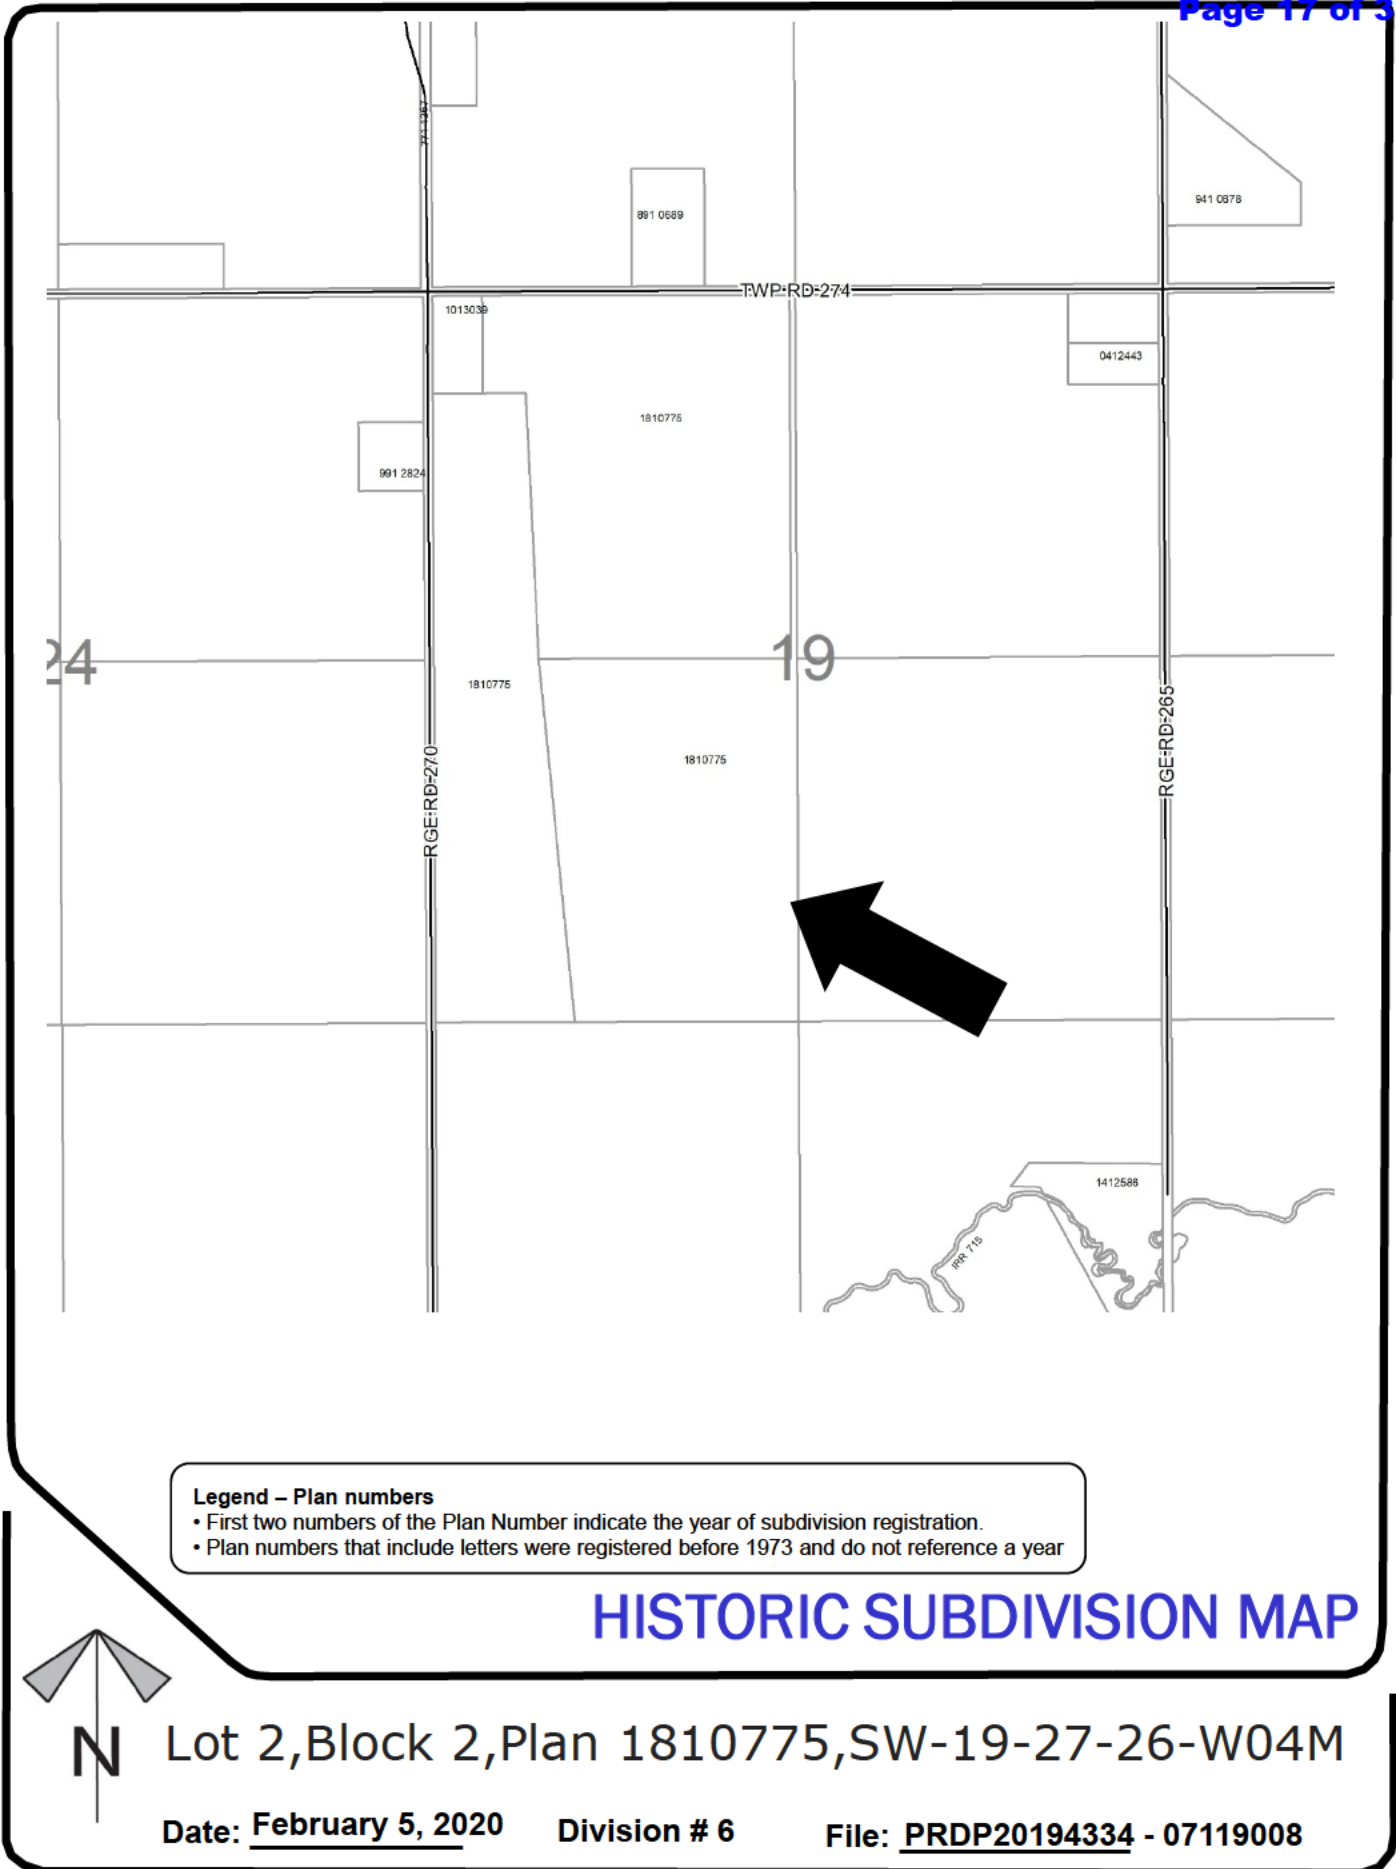 Page 17 of 3
771 1367
891 0689
941 0878
TWP RD 274
1013039
0412443
1810775
991 2824
24
19
1810775
RGE RD 265
1810775
RGE RD 270
1412586
IRR 715
Legend – Plan numbers
• First two numbers of the Plan Number indicate the year of subdivision registration.
• Plan numbers that include letters were registered before 1973 and do not reference a year
HISTORIC SUBDIVISION MAP
N
Lot 2,Block 2,Plan 1810775,SW-19-27-26-W04M
Date: February 5, 2020 Division # 6 File: PRDP20194334 - 07119008